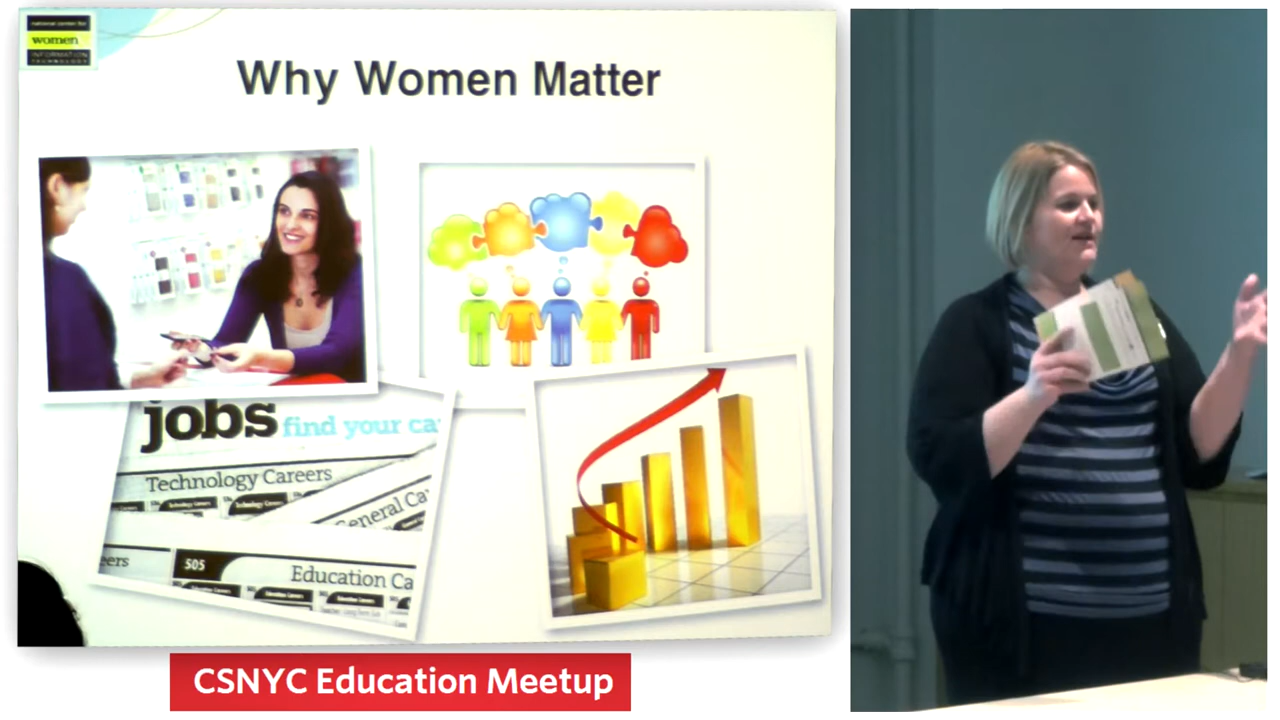 national center for
women
INFORMATION
TECHNOLOGY
Why Women Matter
jobs find your ca
Technology Careers
General Ca
eers
505
Education Ca
CSNYC Education Meetup